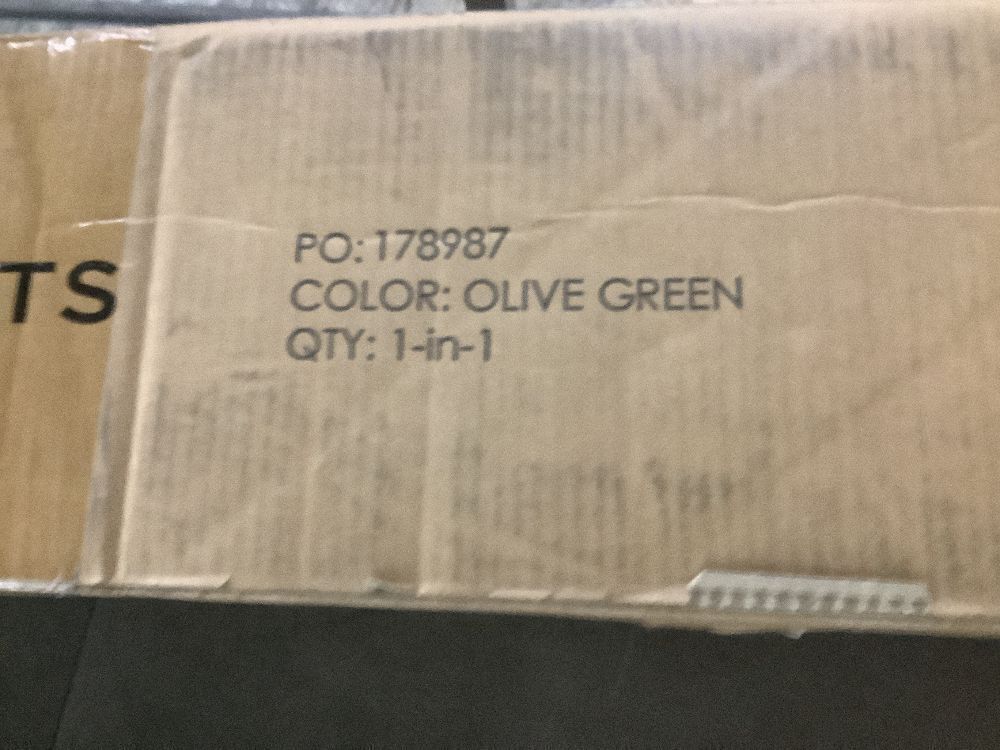 TS
PO: 178987
COLOR: OLIVE GREEN
QTY: 1-in-1